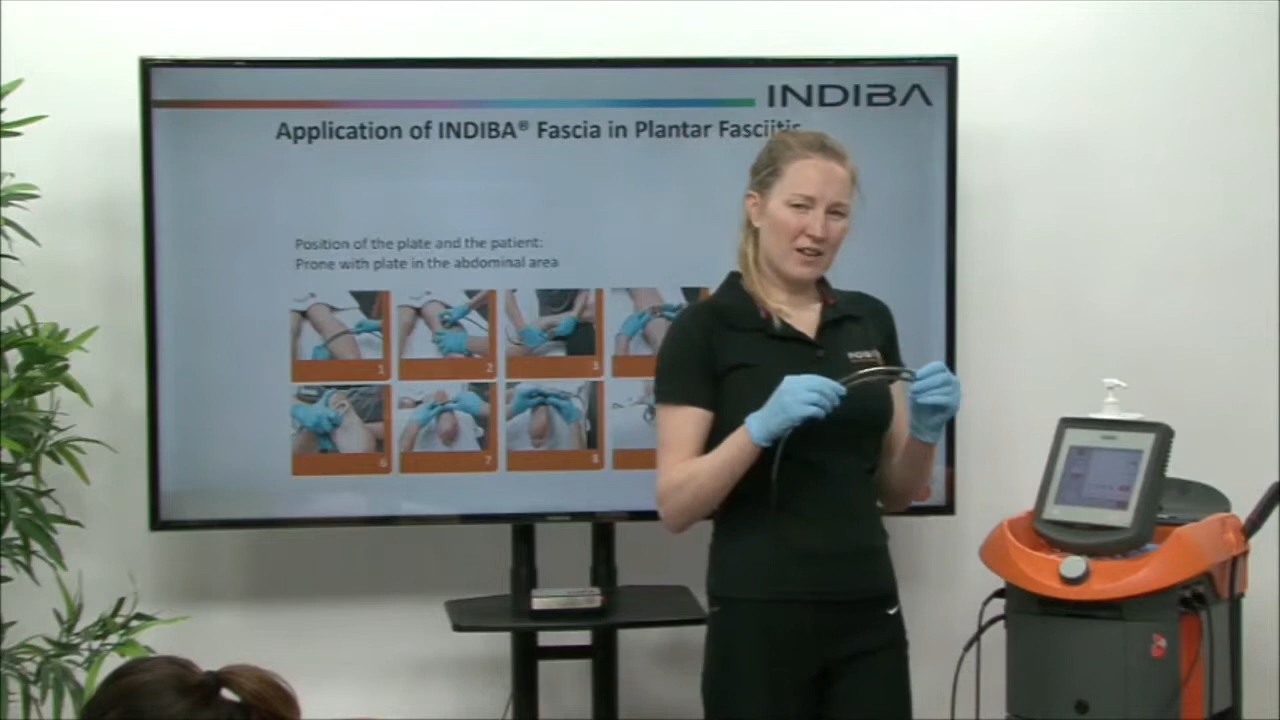 INDIBA
Application of INDIBA® Fascia in Plantar Fasciitis
Position of the plate and the patient:
Prone with plate in the abdominal area
1
2
3
6
7
8